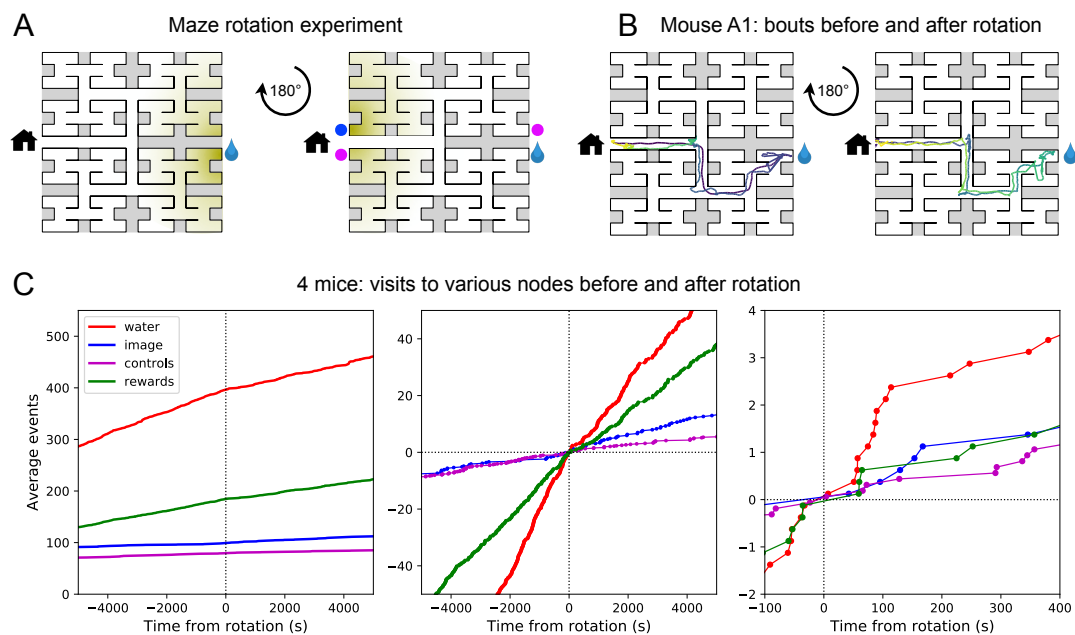 A
Maze rotation experiment
B
Mouse A1: bouts before and after rotation
180°
180°
C
4 mice: visits to various nodes before and after rotation
Average events
500
400
300
200
100
0
water
image
controls
rewards
−4000 −2000 0 2000 4000
Time from rotation (s)
40
20
0
−20
−40
−4000 −2000 0 2000 4000
Time from rotation (s)
4
3
2
1
0
−1
−2
−100 0 100 200 300 400
Time from rotation (s)